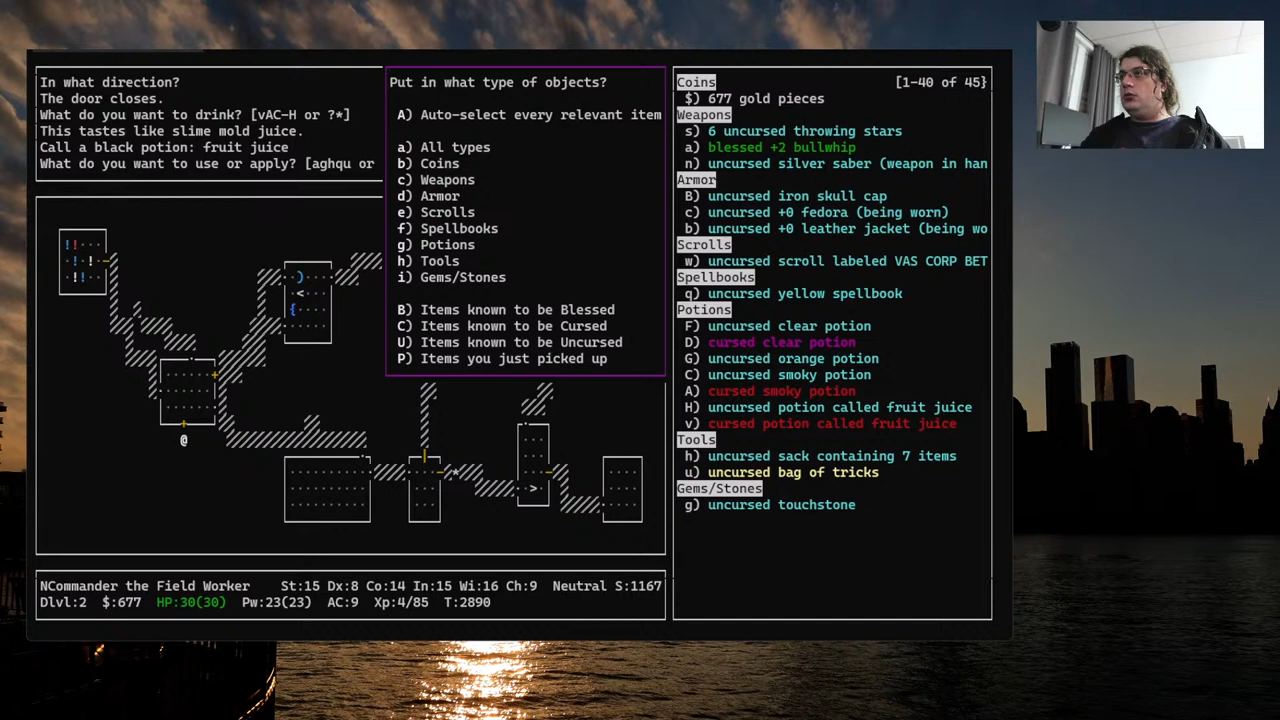 In what direction?
The door closes.
What do you want to drink? [vAC-H or ?*]
This tastes like slime mold juice.
Call a black potion: fruit juice
What do you want to use or apply? [aghqu or
Put in what type of objects?
A) Auto-select every relevant item
a) All types
b) Coins
c) Weapons
d) Armor
e) Scrolls
f) Spellbooks
g) Potions
h) Tools
i) Gems/Stones
B) Items known to be Blessed
C) Items known to be Cursed
U) Items known to be Uncursed
P) Items you just picked up
Coins [1-40 of 45}
$) 677 gold pieces
Weapons
s) 6 uncursed throwing stars
a) blessed +2 bullwhip
n) uncursed silver saber (weapon in han
Armor
B) uncursed iron skull cap
c) uncursed +0 fedora (being worn)
b) uncursed +0 leather jacket (being wo
Scrolls
w) uncursed scroll labeled VAS CORP BET
Spellbooks
q) uncursed yellow spellbook
Potions
F) uncursed clear potion
D) cursed clear potion
G) uncursed orange potion
C) uncursed smoky potion
A) cursed smoky potion
H) uncursed potion called fruit juice
v) cursed potion called fruit juice
Tools
h) uncursed sack containing 7 items
u) uncursed bag of tricks
Gems/Stones
g) uncursed touchstone
NCommander the Field Worker St:15 Dx:8 Co:14 In:15 Wi:16 Ch:9 Neutral S:1167
Dlvl:2 $:677 HP:30(30) Pw:23(23) AC:9 Xp:4/85 T:2890